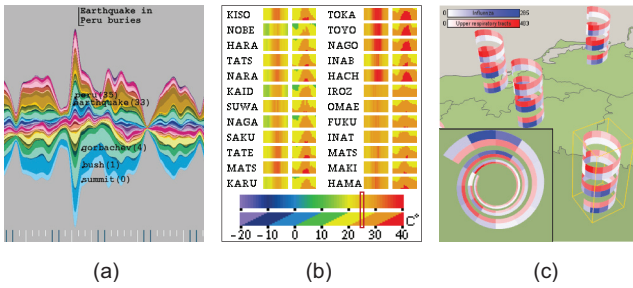 Earthquake in
Peru buries
peru(35)
earthquake(33)
gorbachev(4)
bush(1)
summit(0)
(a)
KISO TOKA
NOBE TOYO
HARA NAGO
TATS INAB
NARA HACH
KAID IROZ
SUWA OMAE
NAGA FUKU
SAKU INAT
TATE MATS
MATS MAKI
KARU HAMA
C°
-20 -10 0 10 20 30 40
(b)
0 Influenza 285
0 Upper respiratory tracts 403
(c)